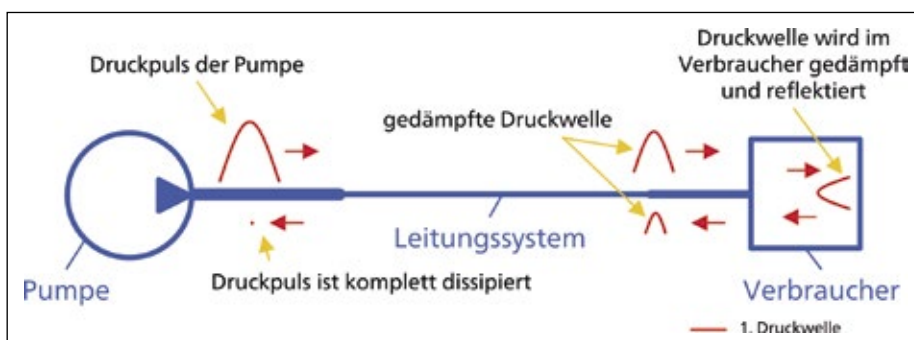 Druckpuls der Pumpe
Druckwelle wird im
Verbraucher gedämpft
und reflektiert
gedämpfte Druckwelle
Leitungssystem
Druckpuls ist komplett dissipiert
Pumpe
Verbraucher
1. Druckwelle